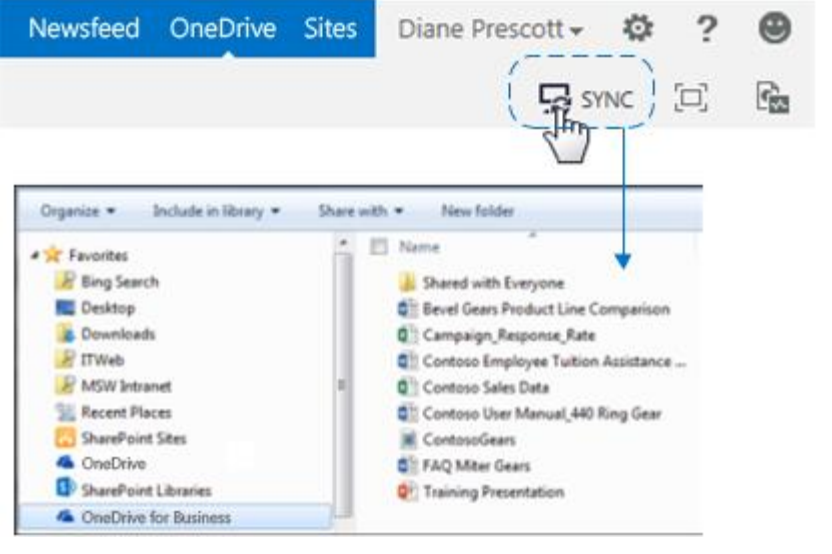 Newsfeed OneDrive Sites Diane Prescott ?
SYNC
Organize Include in library Share with New folder
Favorites
Bing Search
Desktop
Downloads
ITWeb
MSW Intranet
Recent Places
SharePoint Sites
OneDrive
SharePoint Libraries
OneDrive for Business
Name
Shared with Everyone
Bevel Gears Product Line Comparison
Campaign_Response_Rate
Contoso Employee Tuition Assistance ...
Contoso Sales Data
Contoso User Manual_440 Ring Gear
ContosoGears
FAQ Miter Gears
Training Presentation